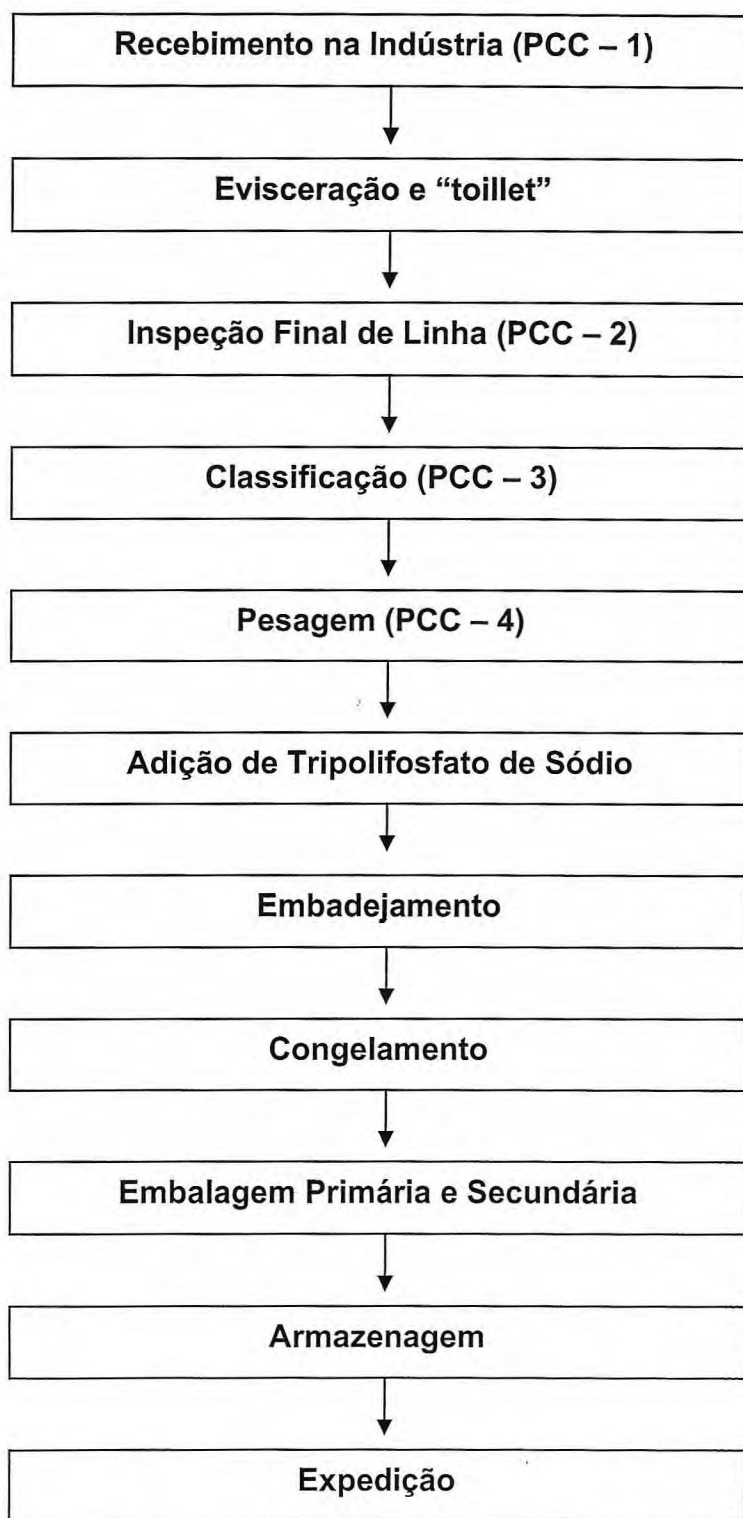 Recebimento na Indústria (PCC – 1)
Evisceração e “toillet”
Inspeção Final de Linha (PCC – 2)
Classificação (PCC – 3)
Pesagem (PCC – 4)
Adição de Tripolifosfato de Sódio
Embadejamento
Congelamento
Embalagem Primária e Secundária
Armazenagem
Expedição